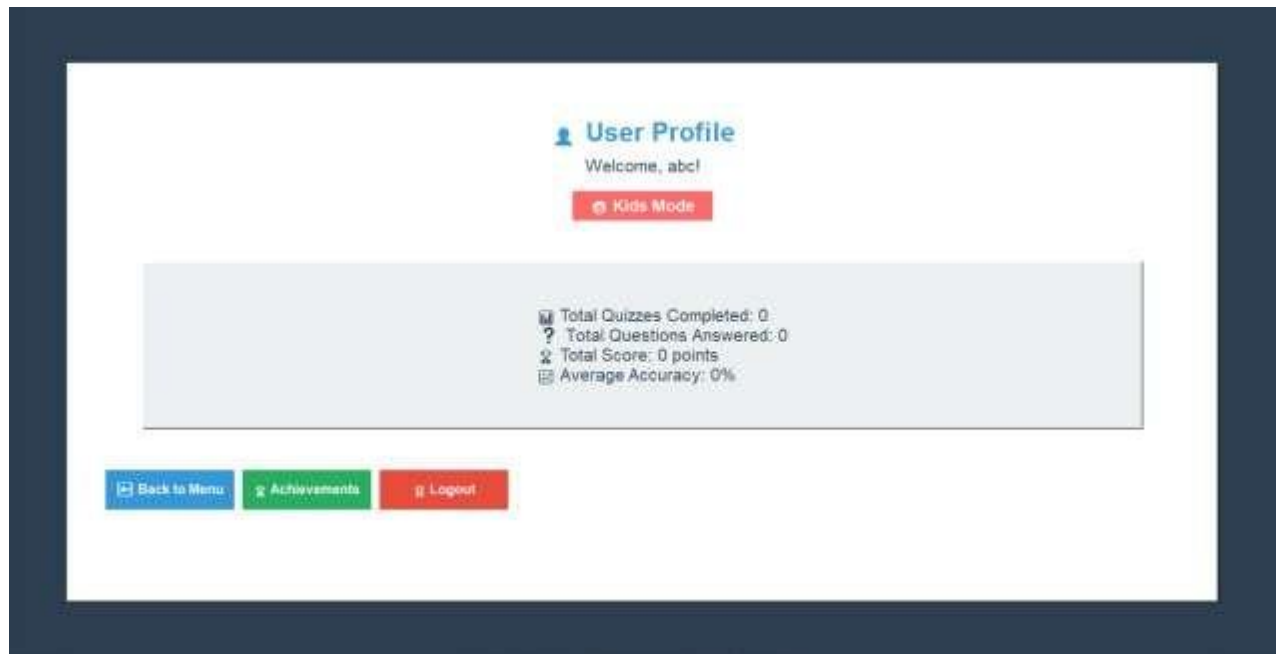 User Profile
Welcome, abc!
Kids Mode
Total Quizzes Completed: 0
? Total Questions Answered: 0
Total Score: 0 points
Average Accuracy: 0%
Back to Menu
Achievements
Logout